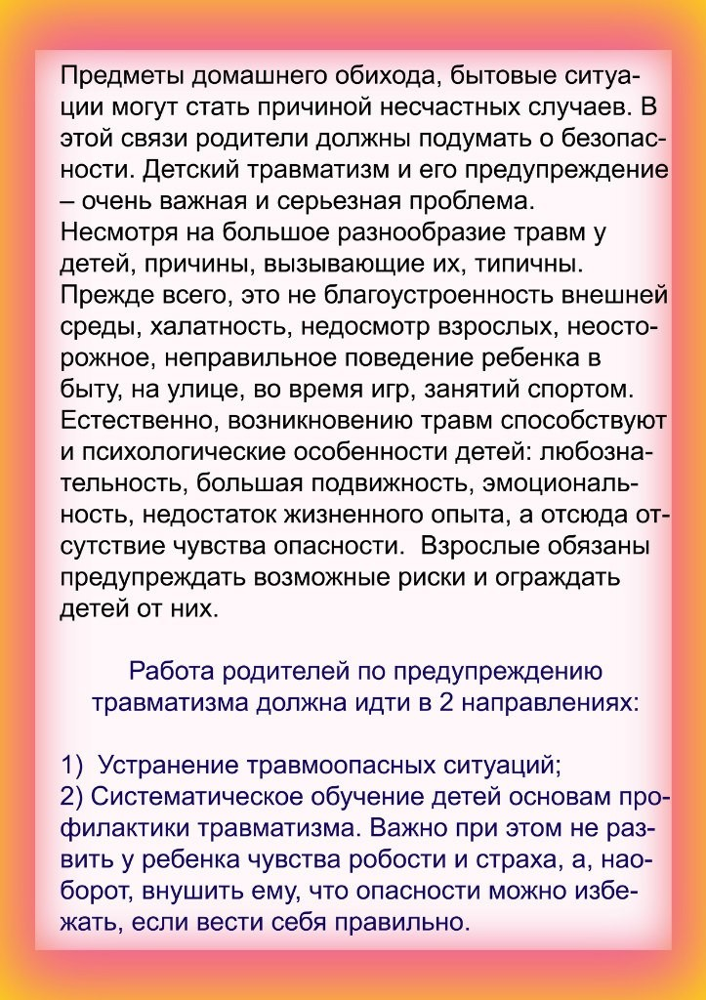 Предметы домашнего обихода, бытовые ситуа-
ции могут стать причиной несчастных случаев. В
этой связи родители должны подумать о безопас-
ности. Детский травматизм и его предупреждение
– очень важная и серьезная проблема.
Несмотря на большое разнообразие травм у
детей, причины, вызывающие их, типичны.
Прежде всего, это не благоустроенность внешней
среды, халатность, недосмотр взрослых, неосто-
рожное, неправильное поведение ребенка в
быту, на улице, во время игр, занятий спортом.
Естественно, возникновению травм способствуют
и психологические особенности детей: любозна-
тельность, большая подвижность, эмоциональ-
ность, недостаток жизненного опыта, а отсюда от-
сутствие чувства опасности.  Взрослые обязаны
предупреждать возможные риски и ограждать
детей от них.
Работа родителей по предупреждению
травматизма должна идти в 2 направлениях:
1)  Устранение травмоопасных ситуаций;
2) Систематическое обучение детей основам про-
филактики травматизма. Важно при этом не раз-
вить у ребенка чувства робости и страха, а, нао-
борот, внушить ему, что опасности можно избе-
жать, если вести себя правильно.